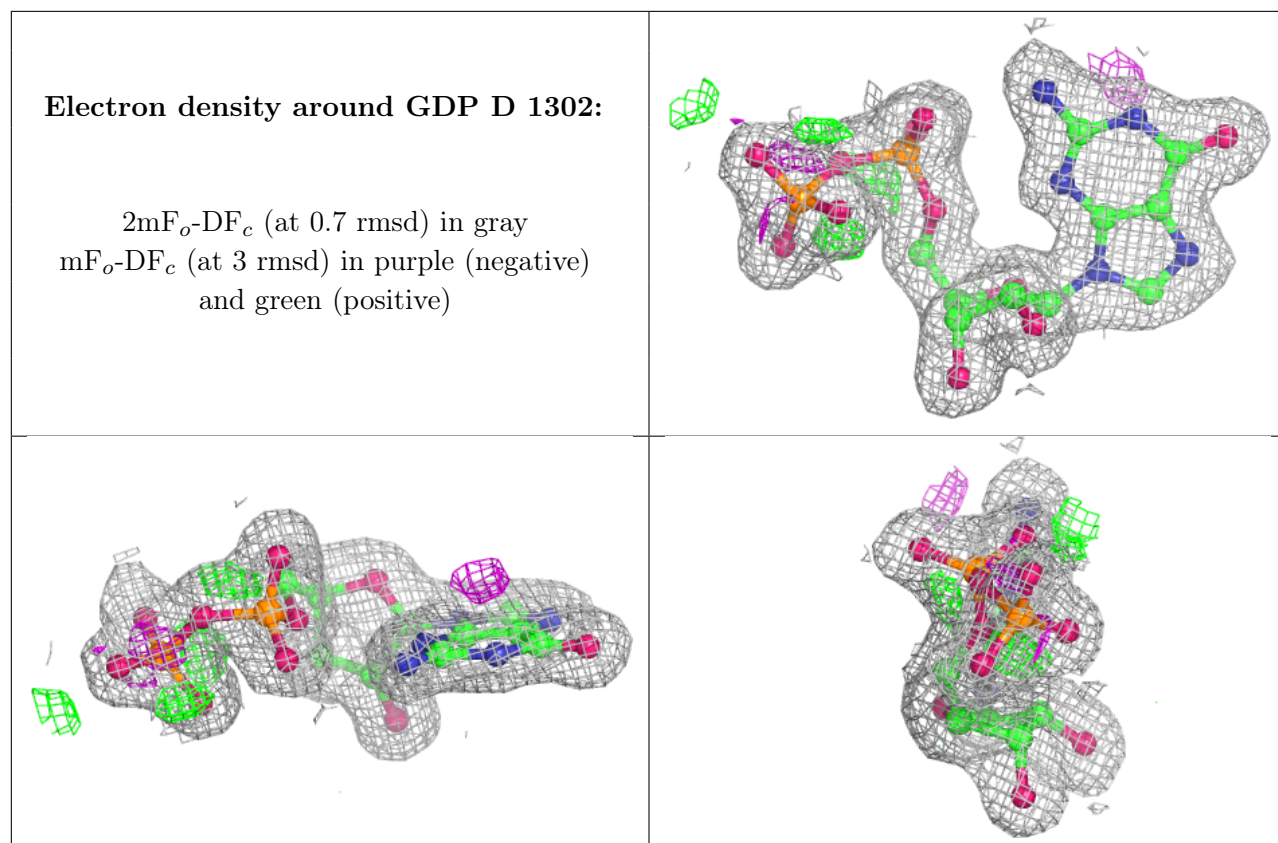 Electron density around GDP D 1302:
2mFₒ-DF𝒸 (at 0.7 rmsd) in gray
mFₒ-DF𝒸 (at 3 rmsd) in purple (negative)
and green (positive)